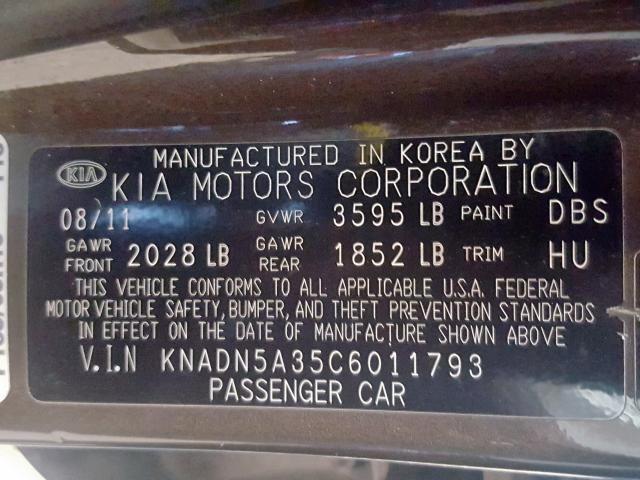 MANUFACTURED IN KOREA BY
KIA KIA MOTORS CORPORATION
08/11 GVWR 3595 LB PAINT DBS
GAWR FRONT 2028 LB GAWR REAR 1852 LB TRIM HU
THIS VEHICLE CONFORMS TO ALL APPLICABLE U.S.A. FEDERAL
MOTOR VEHICLE SAFETY, BUMPER, AND THEFT PREVENTION STANDARDS
IN EFFECT ON THE DATE OF MANUFACTURE SHOWN ABOVE
V.I.N KNADN5A35C6011793
PASSENGER CAR